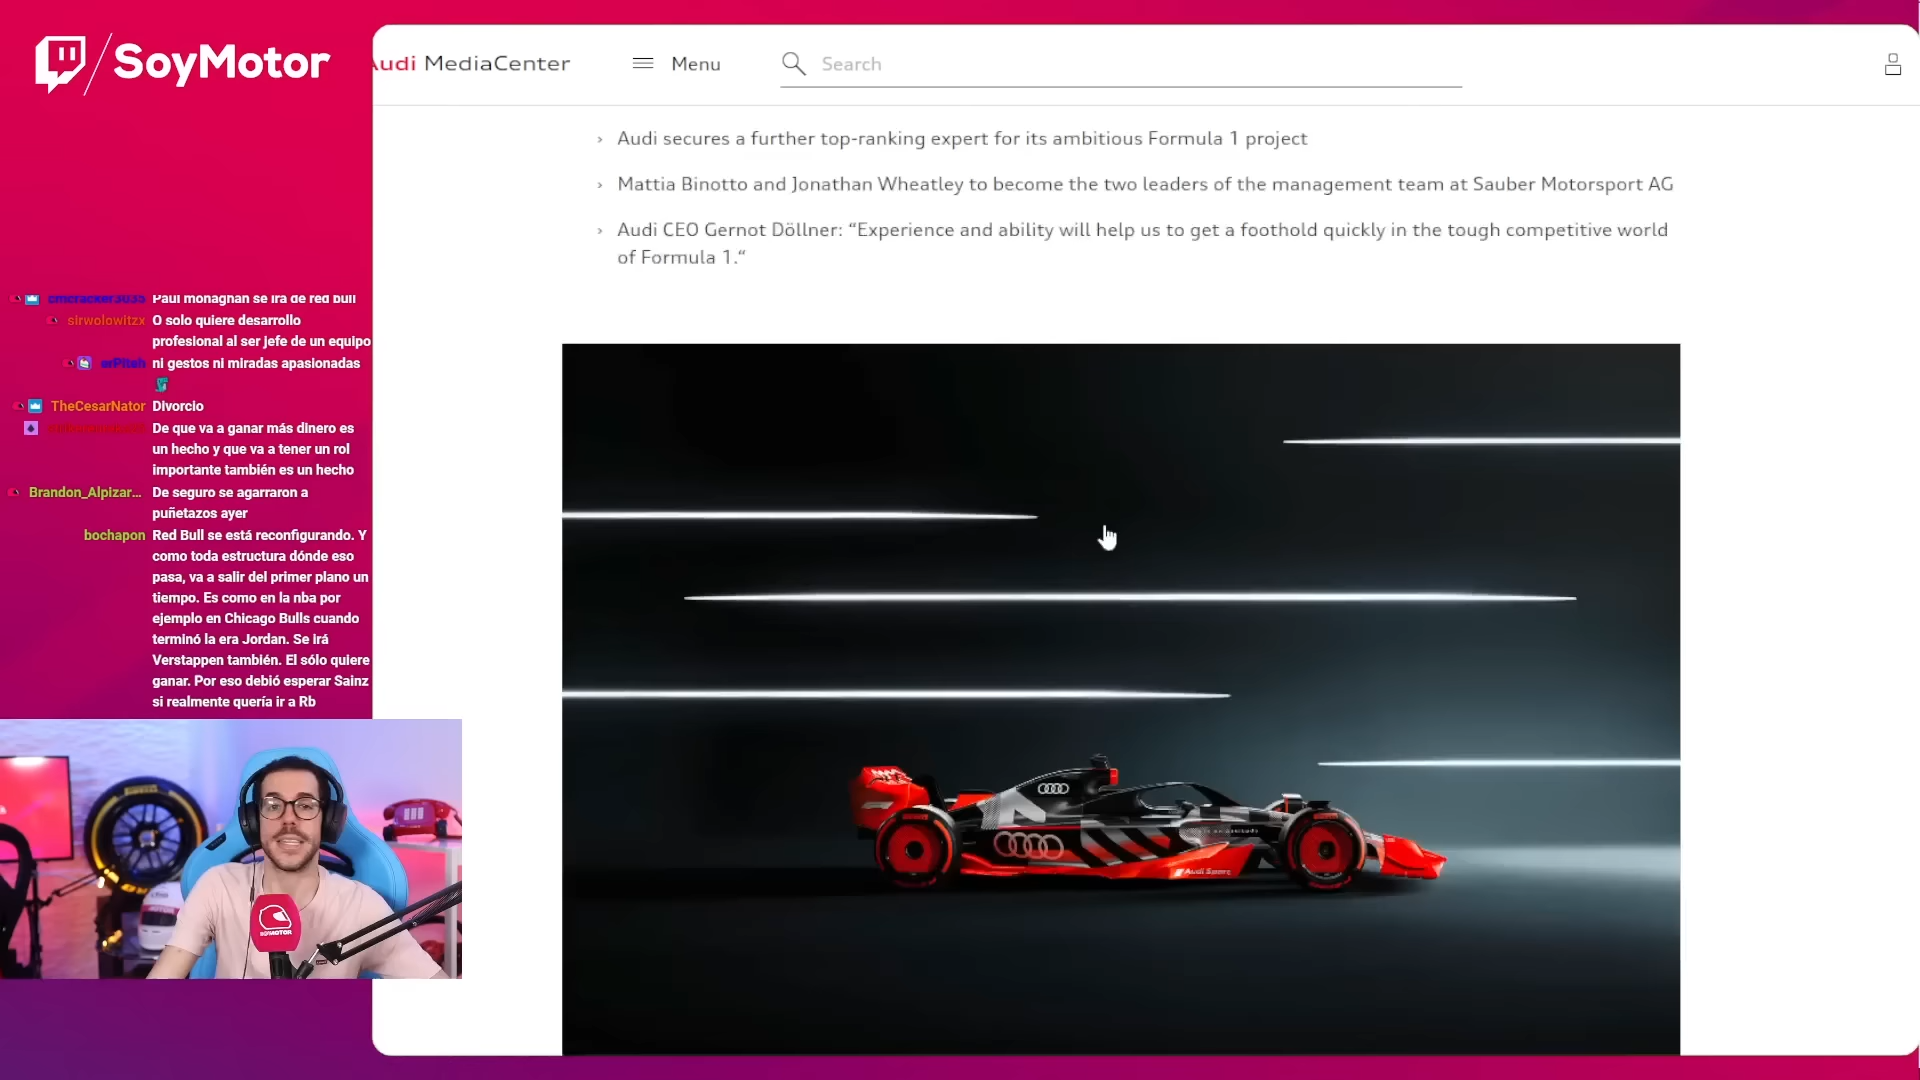 SoyMotor
Audi MediaCenter
Menu
Search
Audi secures a further top-ranking expert for its ambitious Formula 1 project
Mattia Binotto and Jonathan Wheatley to become the two leaders of the management team at Sauber Motorsport AG
Audi CEO Gernot Döllner: “Experience and ability will help us to get a foothold quickly in the tough competitive world
of Formula 1.“
cmcracker3035 Paul monaghan se irá de red bull
sirwolowitzx O solo quiere desarrollo
profesional al ser jefe de un equipo
ni gestos ni miradas apasionadas
TheCesarNator Divorcio
De que va a ganar más dinero es
un hecho y que va a tener un rol
importante también es un hecho
Brandon_Alpizar... De seguro se agarraron a
puñetazos ayer
bochapon Red Bull se está reconfigurando. Y
como toda estructura dónde eso
pasa, va a salir del primer plano un
tiempo. Es como en la nba por
ejemplo en Chicago Bulls cuando
terminó la era Jordan. Se irá
Verstappen también. El sólo quiere
ganar. Por eso debió esperar Sainz
si realmente quería ir a Rb
SOYMOTOR
Audi Sport